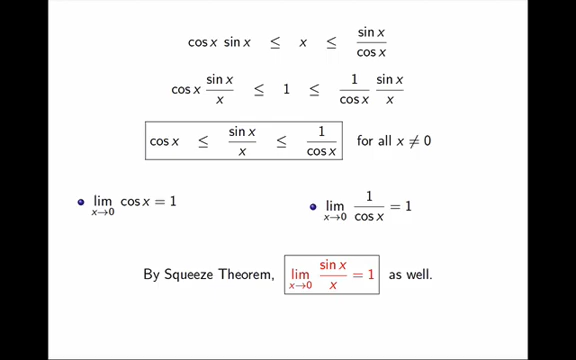 cos x sin x ≤ x ≤ sin x / cos x
cos x sin x / x ≤ 1 ≤ 1 / cos x sin x / x
cos x ≤ sin x / x ≤ 1 / cos x for all x ≠ 0
• lim x→0 cos x = 1 • lim x→0 1 / cos x = 1
By Squeeze Theorem, lim x→0 sin x / x = 1 as well.